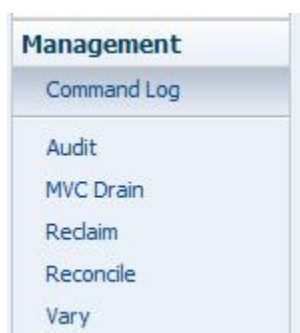 Management
Command Log
Audit
MVC Drain
Reclaim
Reconcile
Vary